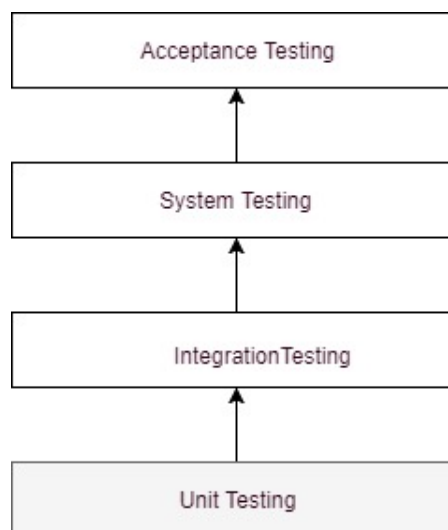 Acceptance Testing
System Testing
IntegrationTesting
Unit Testing